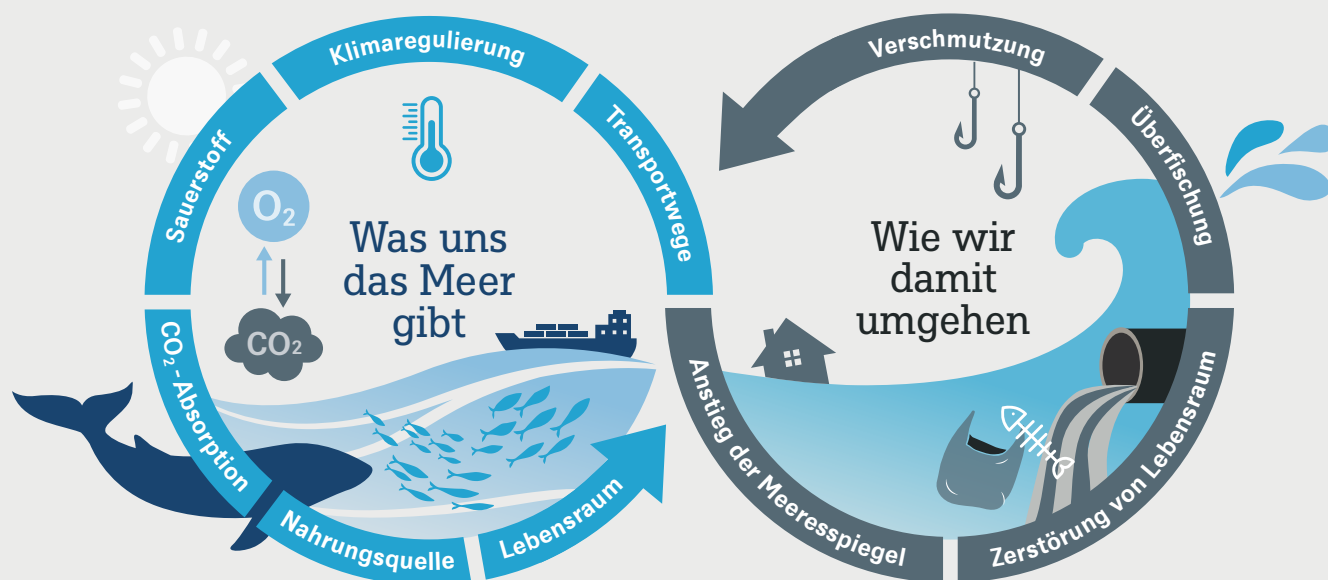 Klimaregulierung
Transportwege
Sauerstoff
O₂
CO₂
CO₂-Absorption
Nahrungsquelle
Lebensraum
Was uns
das Meer
gibt
Verschmutzung
Überfischung
Zerstörung von Lebensraum
Anstieg der Meeresspiegel
Wie wir
damit
umgehen